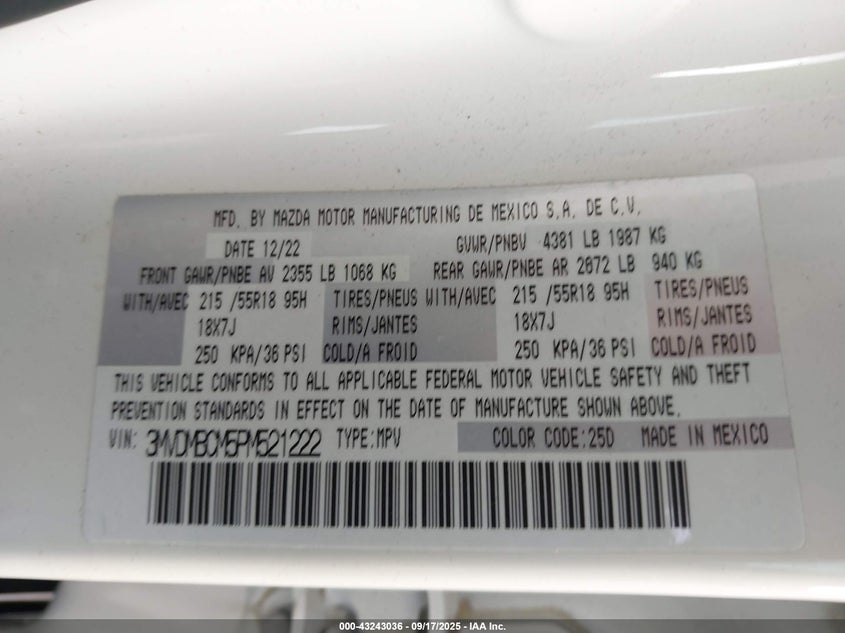 MFD. BY MAZDA MOTOR MANUFACTURING DE MEXICO S.A. DE C.V.
DATE 12/22 GVWR/PNBV 4381 LB 1987 KG
FRONT GAWR/PNBE AV 2355 LB 1068 KG REAR GAWR/PNBE AR 2072 LB 940 KG
WITH/AVEC 215 /55R18 95H TIRES/PNEUS WITH/AVEC 215 /55R18 95H TIRES/PNEUS
18X7J RIMS/JANTES 18X7J RIMS/JANTES
250 KPA/36 PSI COLD/A FROID 250 KPA/36 PSI COLD/A FROID
THIS VEHICLE CONFORMS TO ALL APPLICABLE FEDERAL MOTOR VEHICLE SAFETY AND THEFT
PREVENTION STANDARDS IN EFFECT ON THE DATE OF MANUFACTURE SHOWN ABOVE.
VIN: 3MVDMBCM5PM521222 TYPE:MPV COLOR CODE:25D MADE IN MEXICO
000-43243036 - 09/17/2025 - IAA Inc.